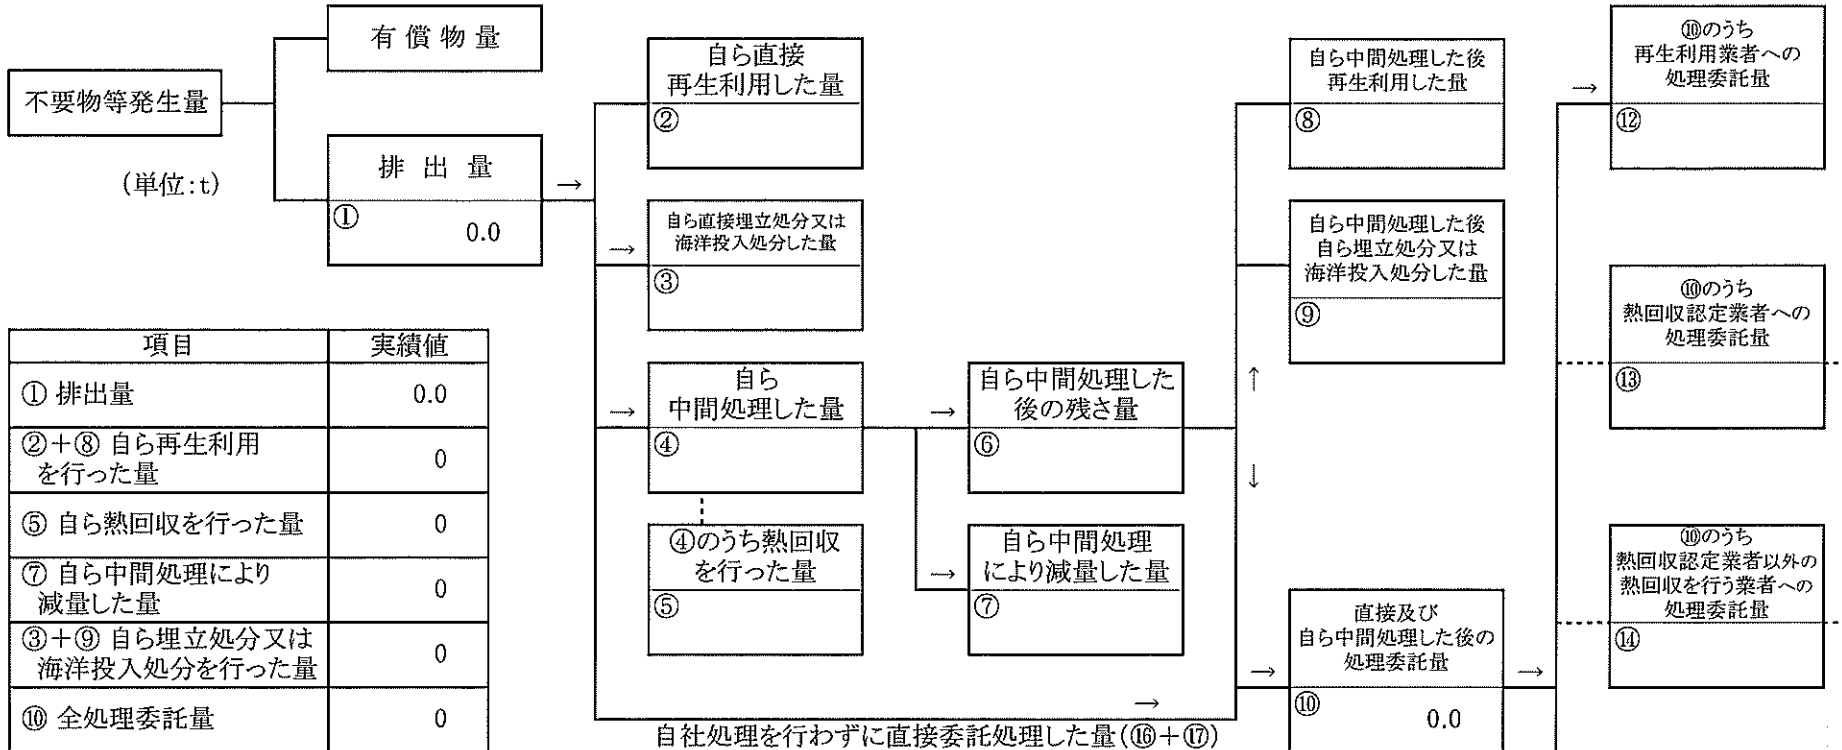 有償物量
不要物等発生量
(単位:t)
排出量
①
0.0
自ら直接
再生利用した量
②
自ら直接埋立処分又は
海洋投入処分した量
③
自ら
中間処理した量
④
④のうち熱回収
を行った量
⑤
自ら中間処理した
後の残さ量
⑥
自ら中間処理
により減量した量
⑦
自ら中間処理した後
再生利用した量
⑧
自ら中間処理した後
自ら埋立処分又は
海洋投入処分した量
⑨
直接及び
自ら中間処理した後の
処理委託量
⑩
0.0
自社処理を行わずに直接委託処理した量(⑯+⑰)
⑩のうち
再生利用業者への
処理委託量
⑫
⑩のうち
熱回収認定業者への
処理委託量
⑬
⑩のうち
熱回収認定業者以外の
熱回収を行う業者への
処理委託量
⑭
項目 実績値
① 排出量 0.0
②+⑧ 自ら再生利用
を行った量 0
⑤ 自ら熱回収を行った量 0
⑦ 自ら中間処理により
減量した量 0
③+⑨ 自ら埋立処分又は
海洋投入処分を行った量 0
⑩ 全処理委託量 0